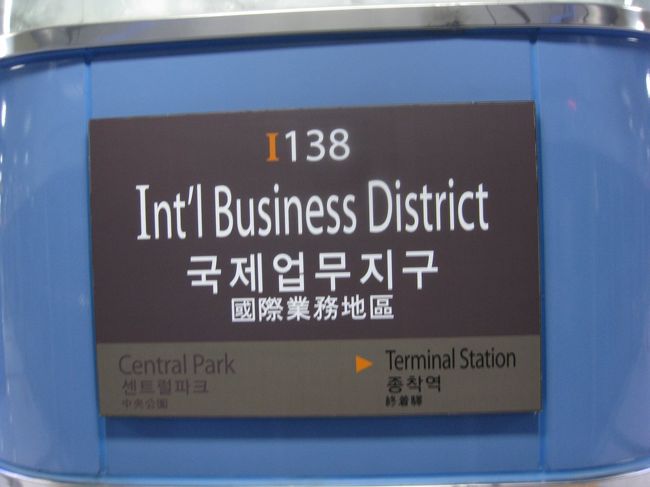 I138
Int'l Business District
국제업무지구
國際業務地區
Central Park
센트럴파크
中央公園
Terminal Station
종착역
終着驛